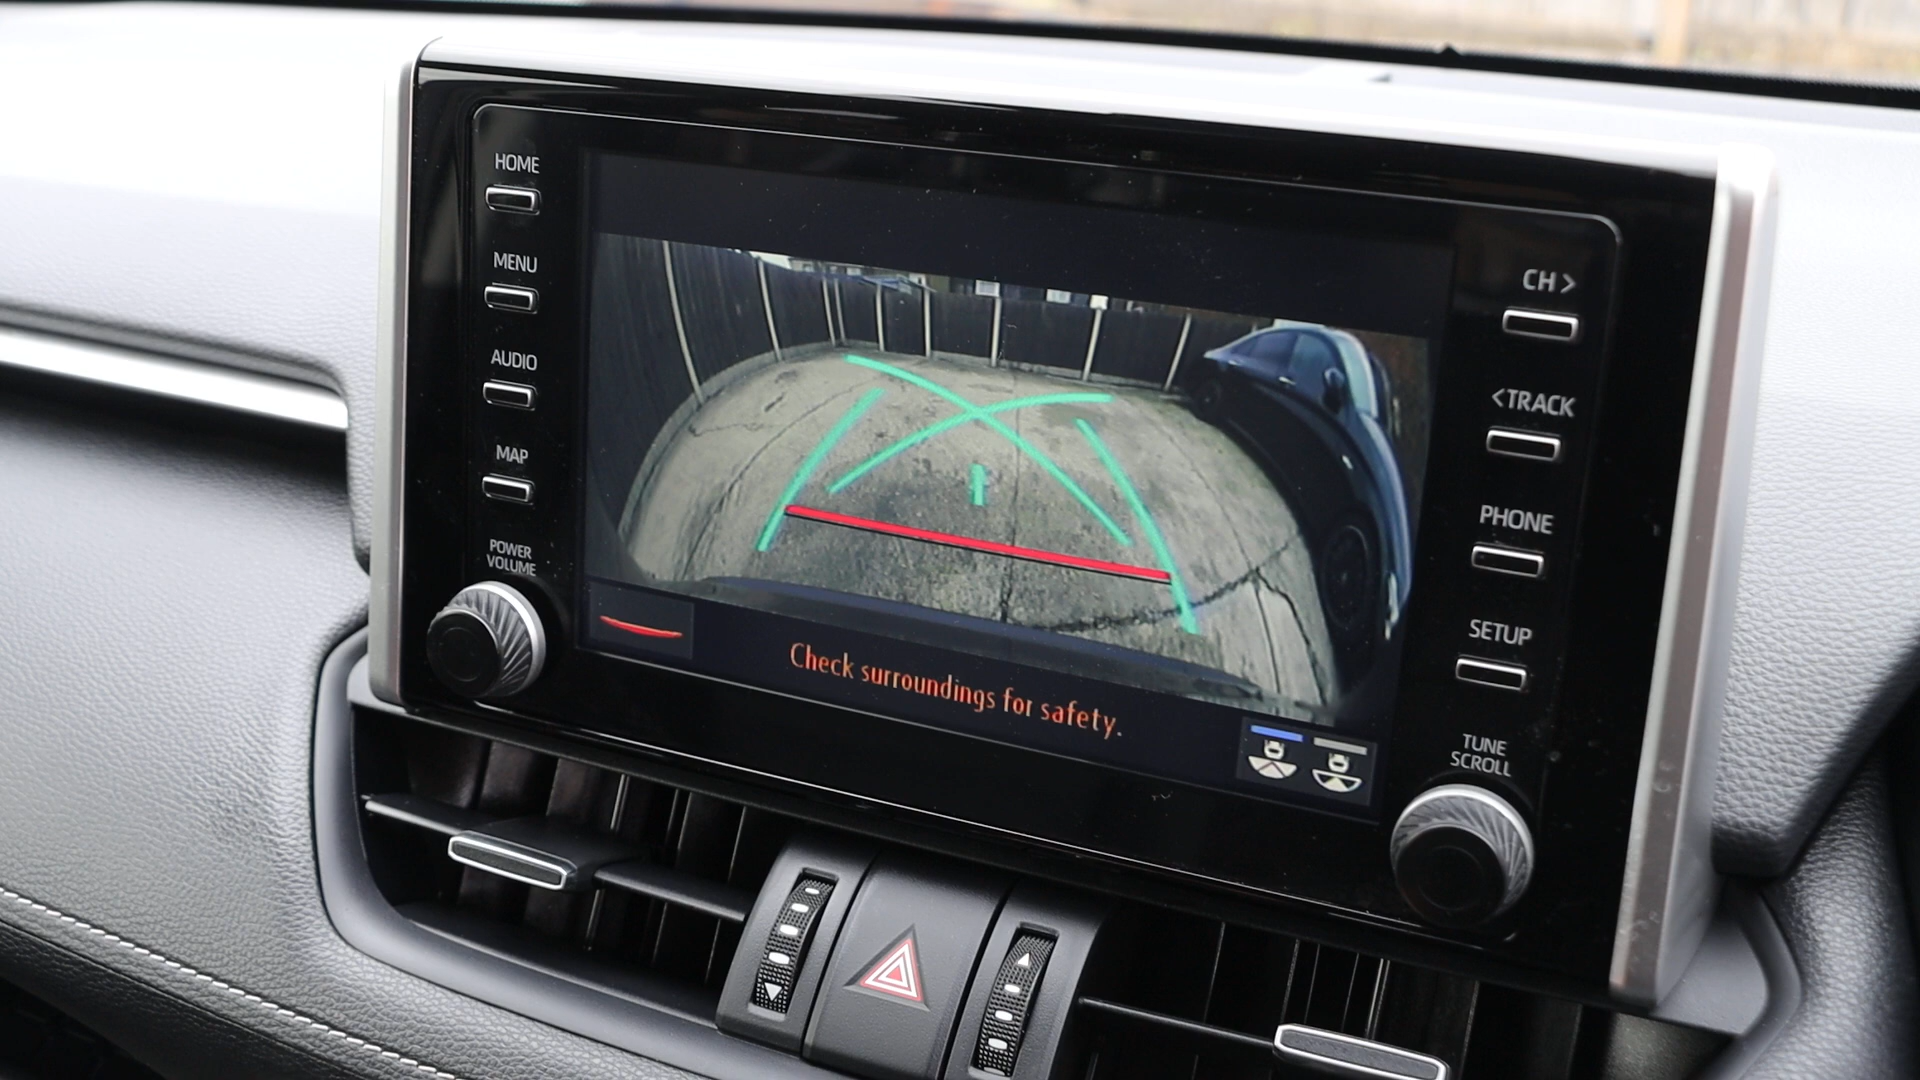 HOME
MENU
AUDIO
MAP
POWER
VOLUME
Check surroundings for safety.
CH >
<TRACK
PHONE
SETUP
TUNE
SCROLL